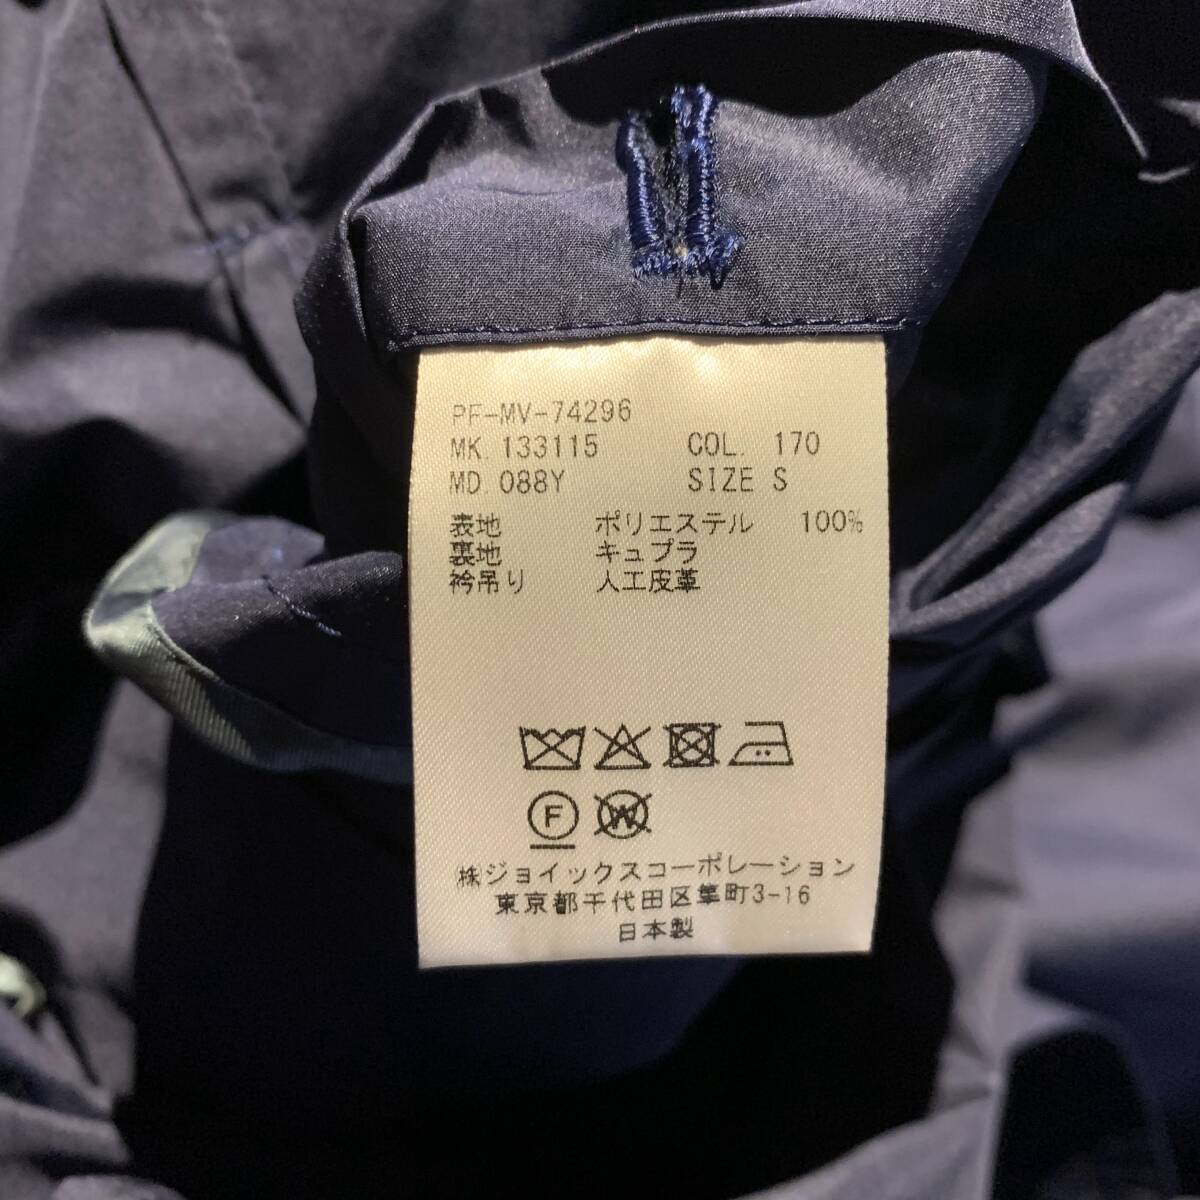 PF-MV-74296
MK. 133115 COL. 170
MD. 088Y SIZE S
表地 ポリエステル 100%
裏地 キュプラ
衿吊り 人工皮革
F W
㈱ジョイックスコーポレーション
東京都千代田区隼町3-16
日本製